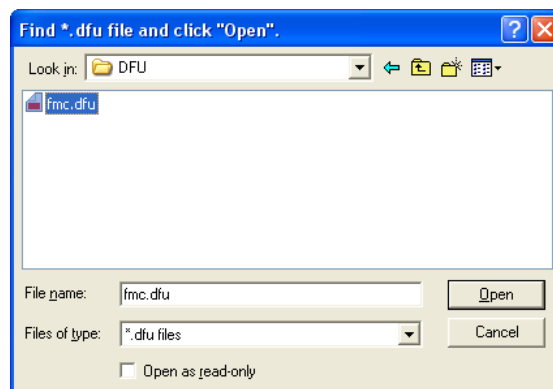 Find *.dfu file and click "Open".
Look in: DFU
fmc.dfu
File name: fmc.dfu Open
Files of type: *.dfu files Cancel
Open as read-only